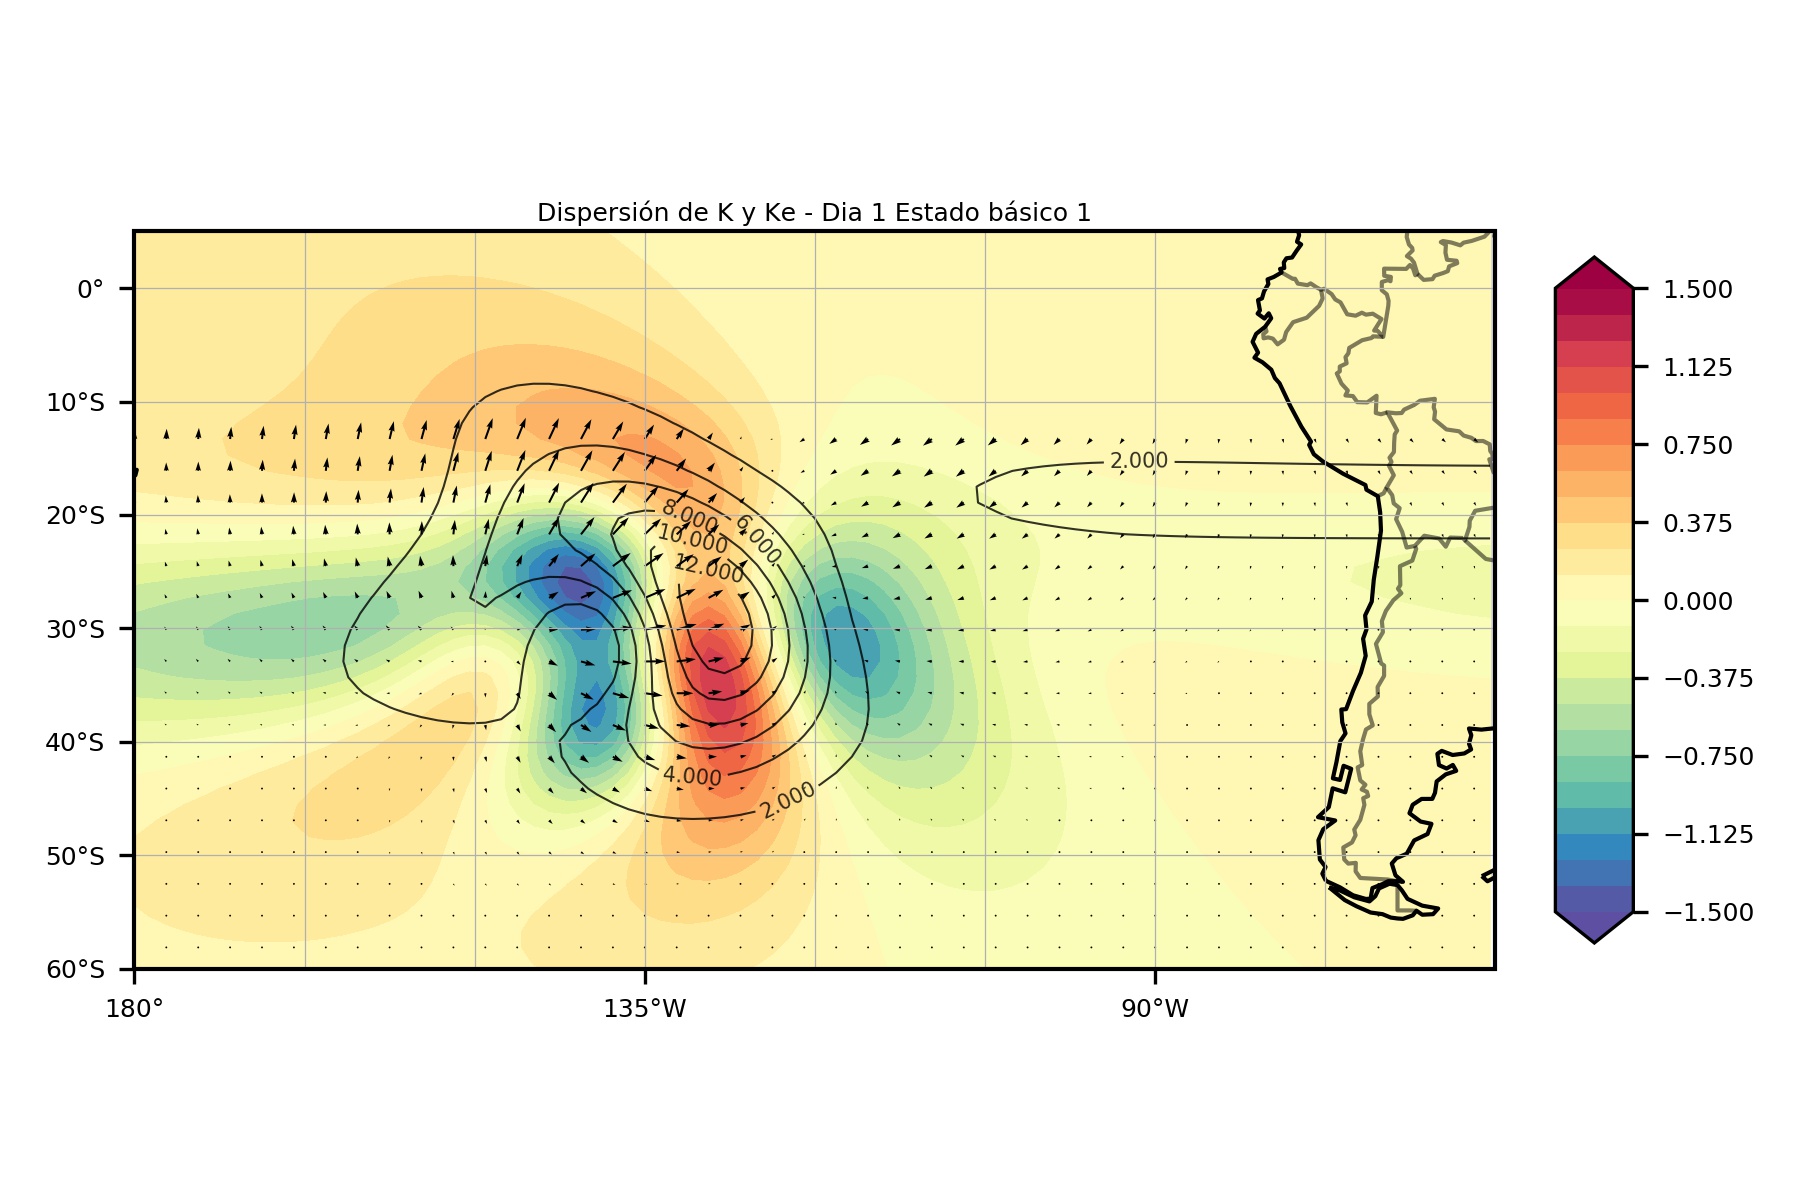 Dispersión de K y Ke - Dia 1 Estado básico 1
0°
10°S
20°S
30°S
40°S
50°S
60°S
180°
135°W
90°W
2.000
8.000
6.000
10.000
12.000
4.000
2.000
1.500
1.125
0.750
0.375
0.000
−0.375
−0.750
−1.125
−1.500